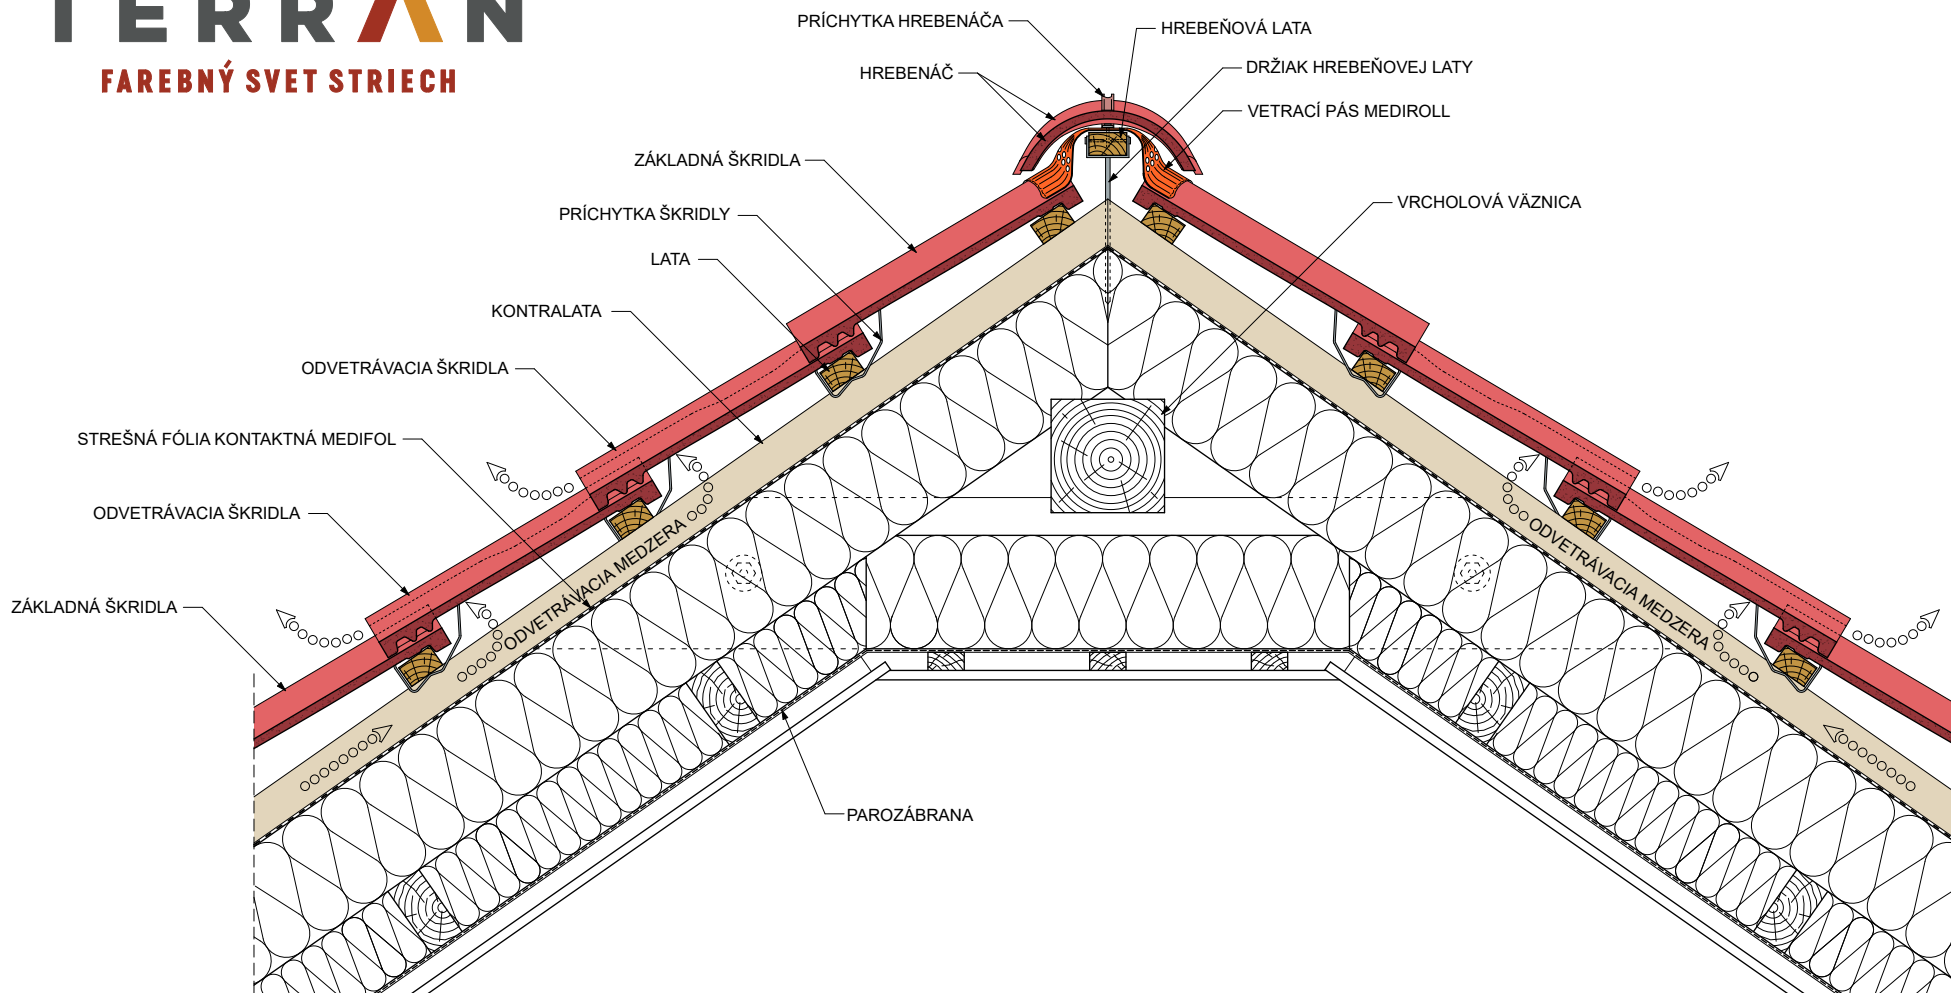 TERRAN
FAREBNÝ SVET STRIECH
PRÍCHYTKA HREBENÁČA
HREBEŇOVÁ LATA
HREBENÁČ
DRŽIAK HREBEŇOVEJ LATY
VETRACÍ PÁS MEDIROLL
ZÁKLADNÁ ŠKRIDLA
VRCHOLOVÁ VÄZNICA
PRÍCHYTKA ŠKRIDLY
LATA
KONTRALATA
ODVETRÁVACIA ŠKRIDLA
STREŠNÁ FÓLIA KONTAKTNÁ MEDIFOL
ODVETRÁVACIA ŠKRIDLA
ODVETRÁVACIA MEDZERA
ODVETRÁVACIA MEDZERA
ZÁKLADNÁ ŠKRIDLA
PAROZÁBRANA